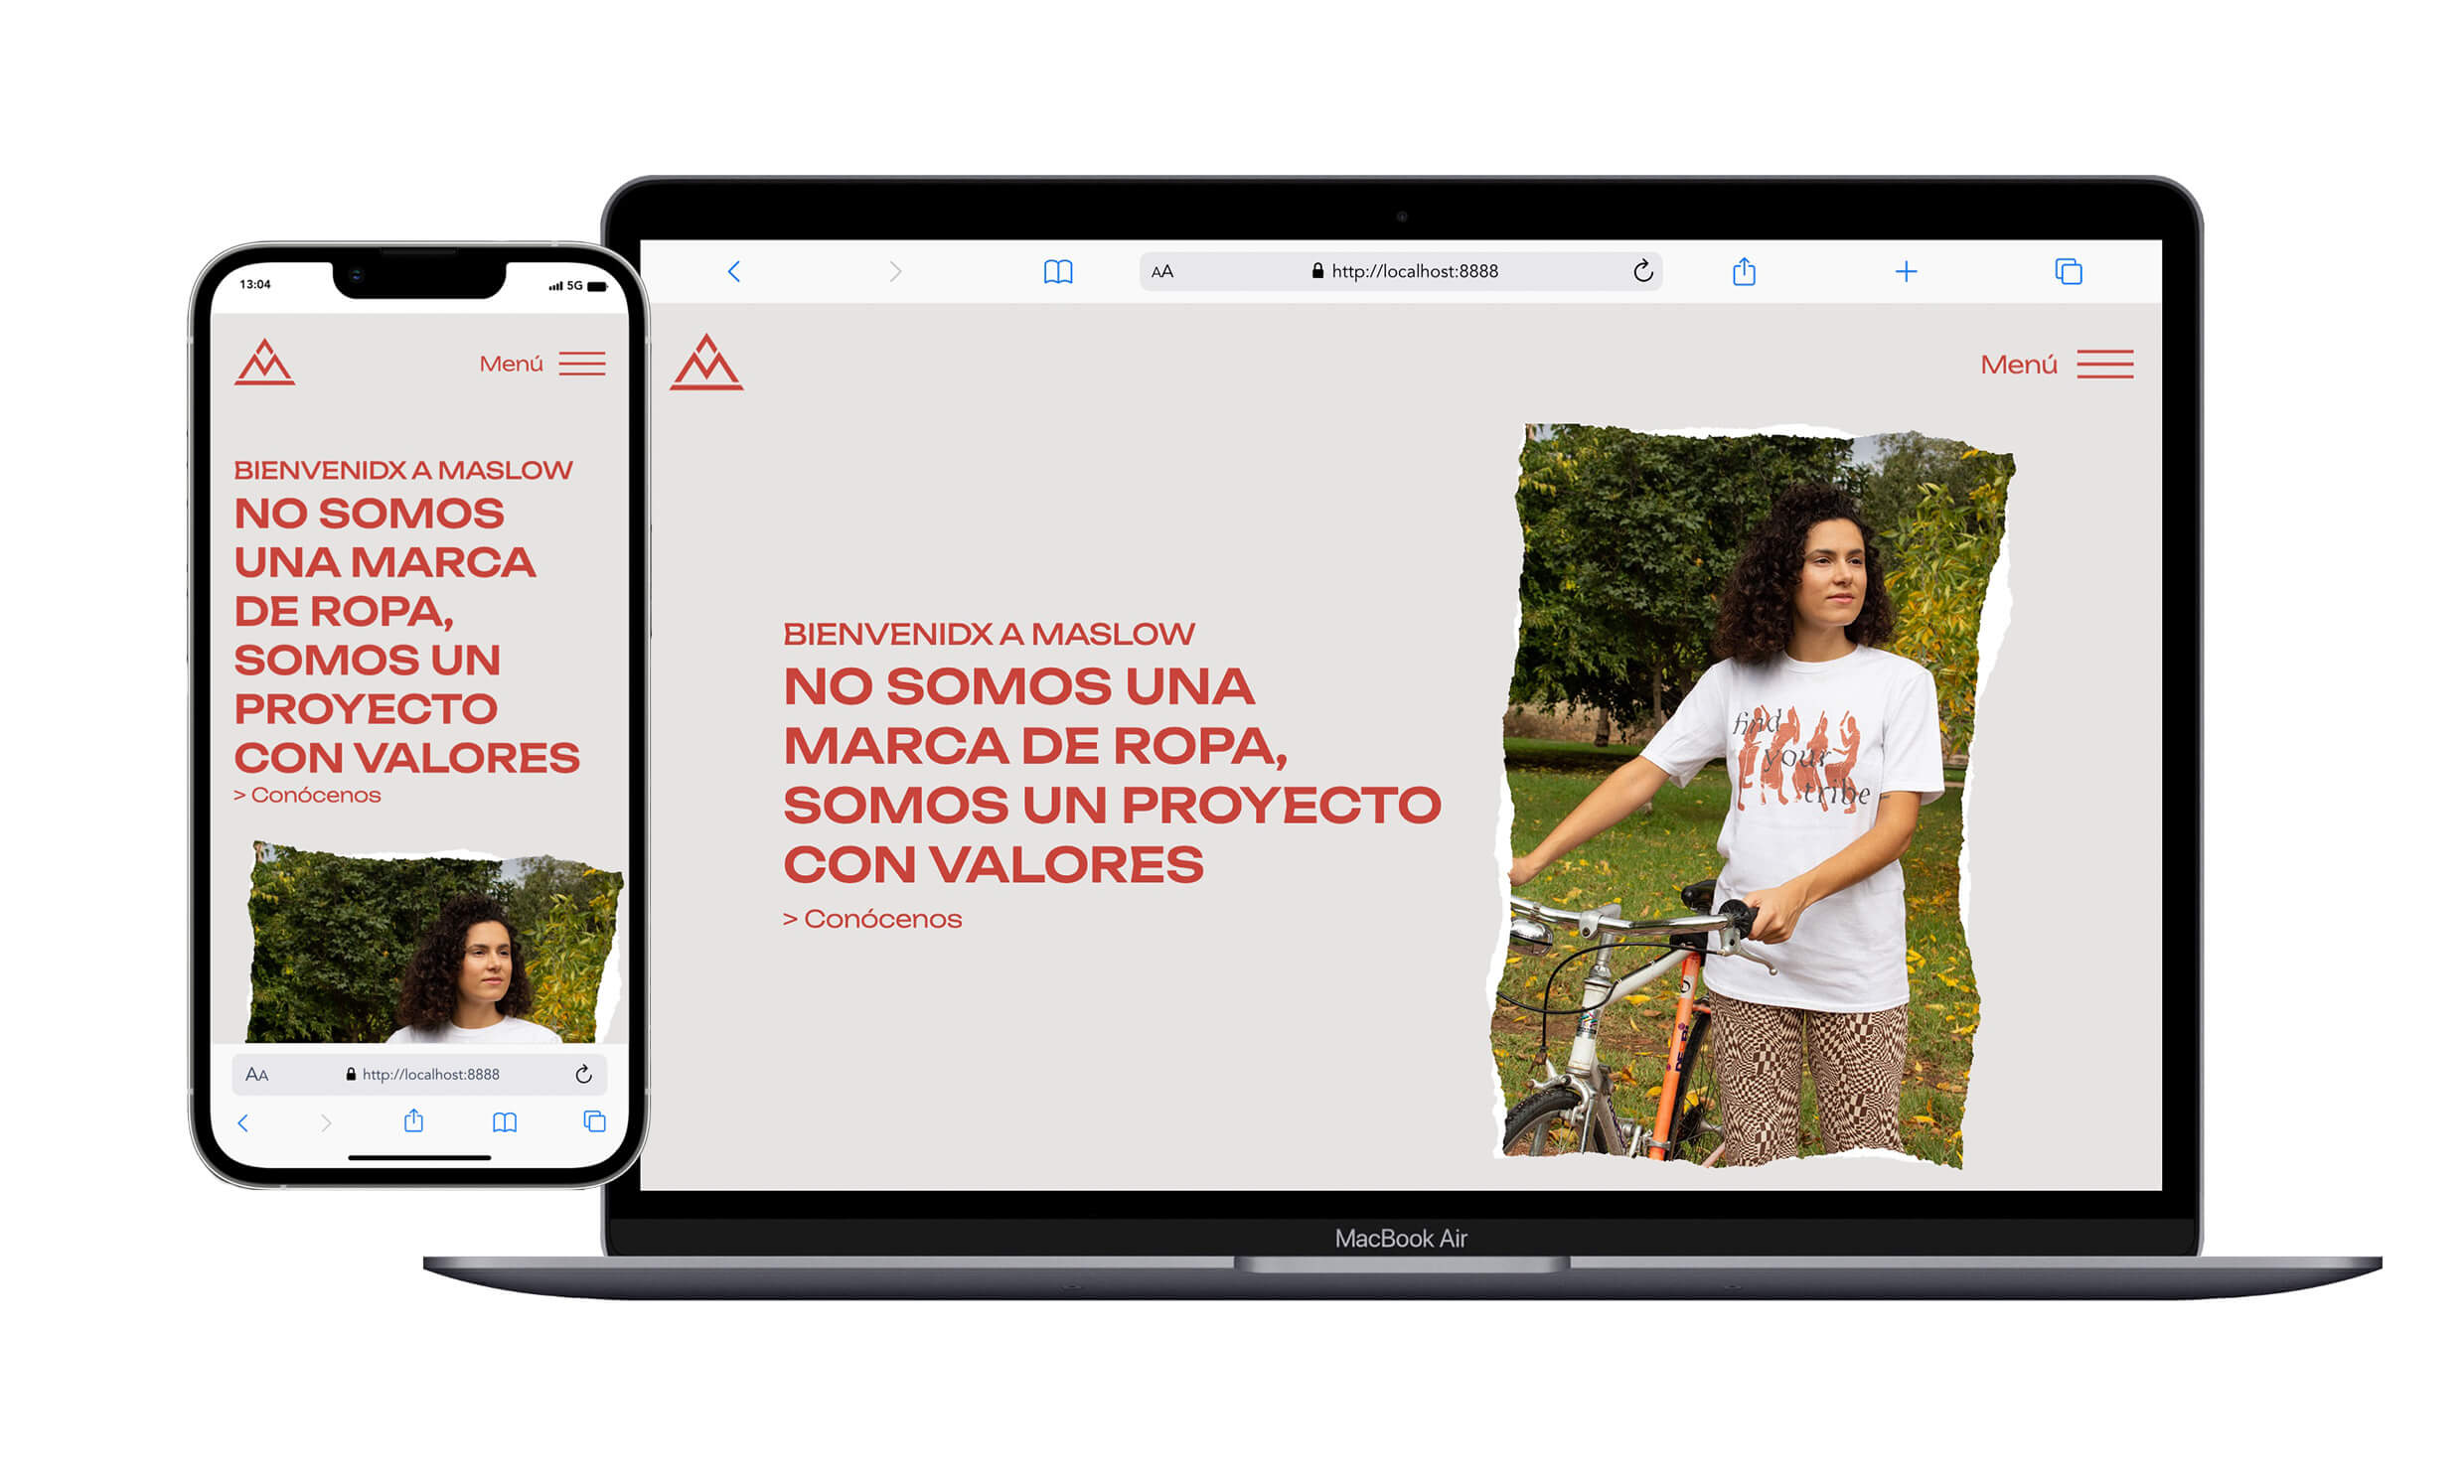 13:04
5G
Menú
BIENVENIDX A MASLOW
NO SOMOS
UNA MARCA
DE ROPA,
SOMOS UN
PROYECTO
CON VALORES
> Conócenos
AA
http://localhost:8888
AA
http://localhost:8888
Menú
BIENVENIDX A MASLOW
NO SOMOS UNA
MARCA DE ROPA,
SOMOS UN PROYECTO
CON VALORES
> Conócenos
find
your
tribe
MacBook Air